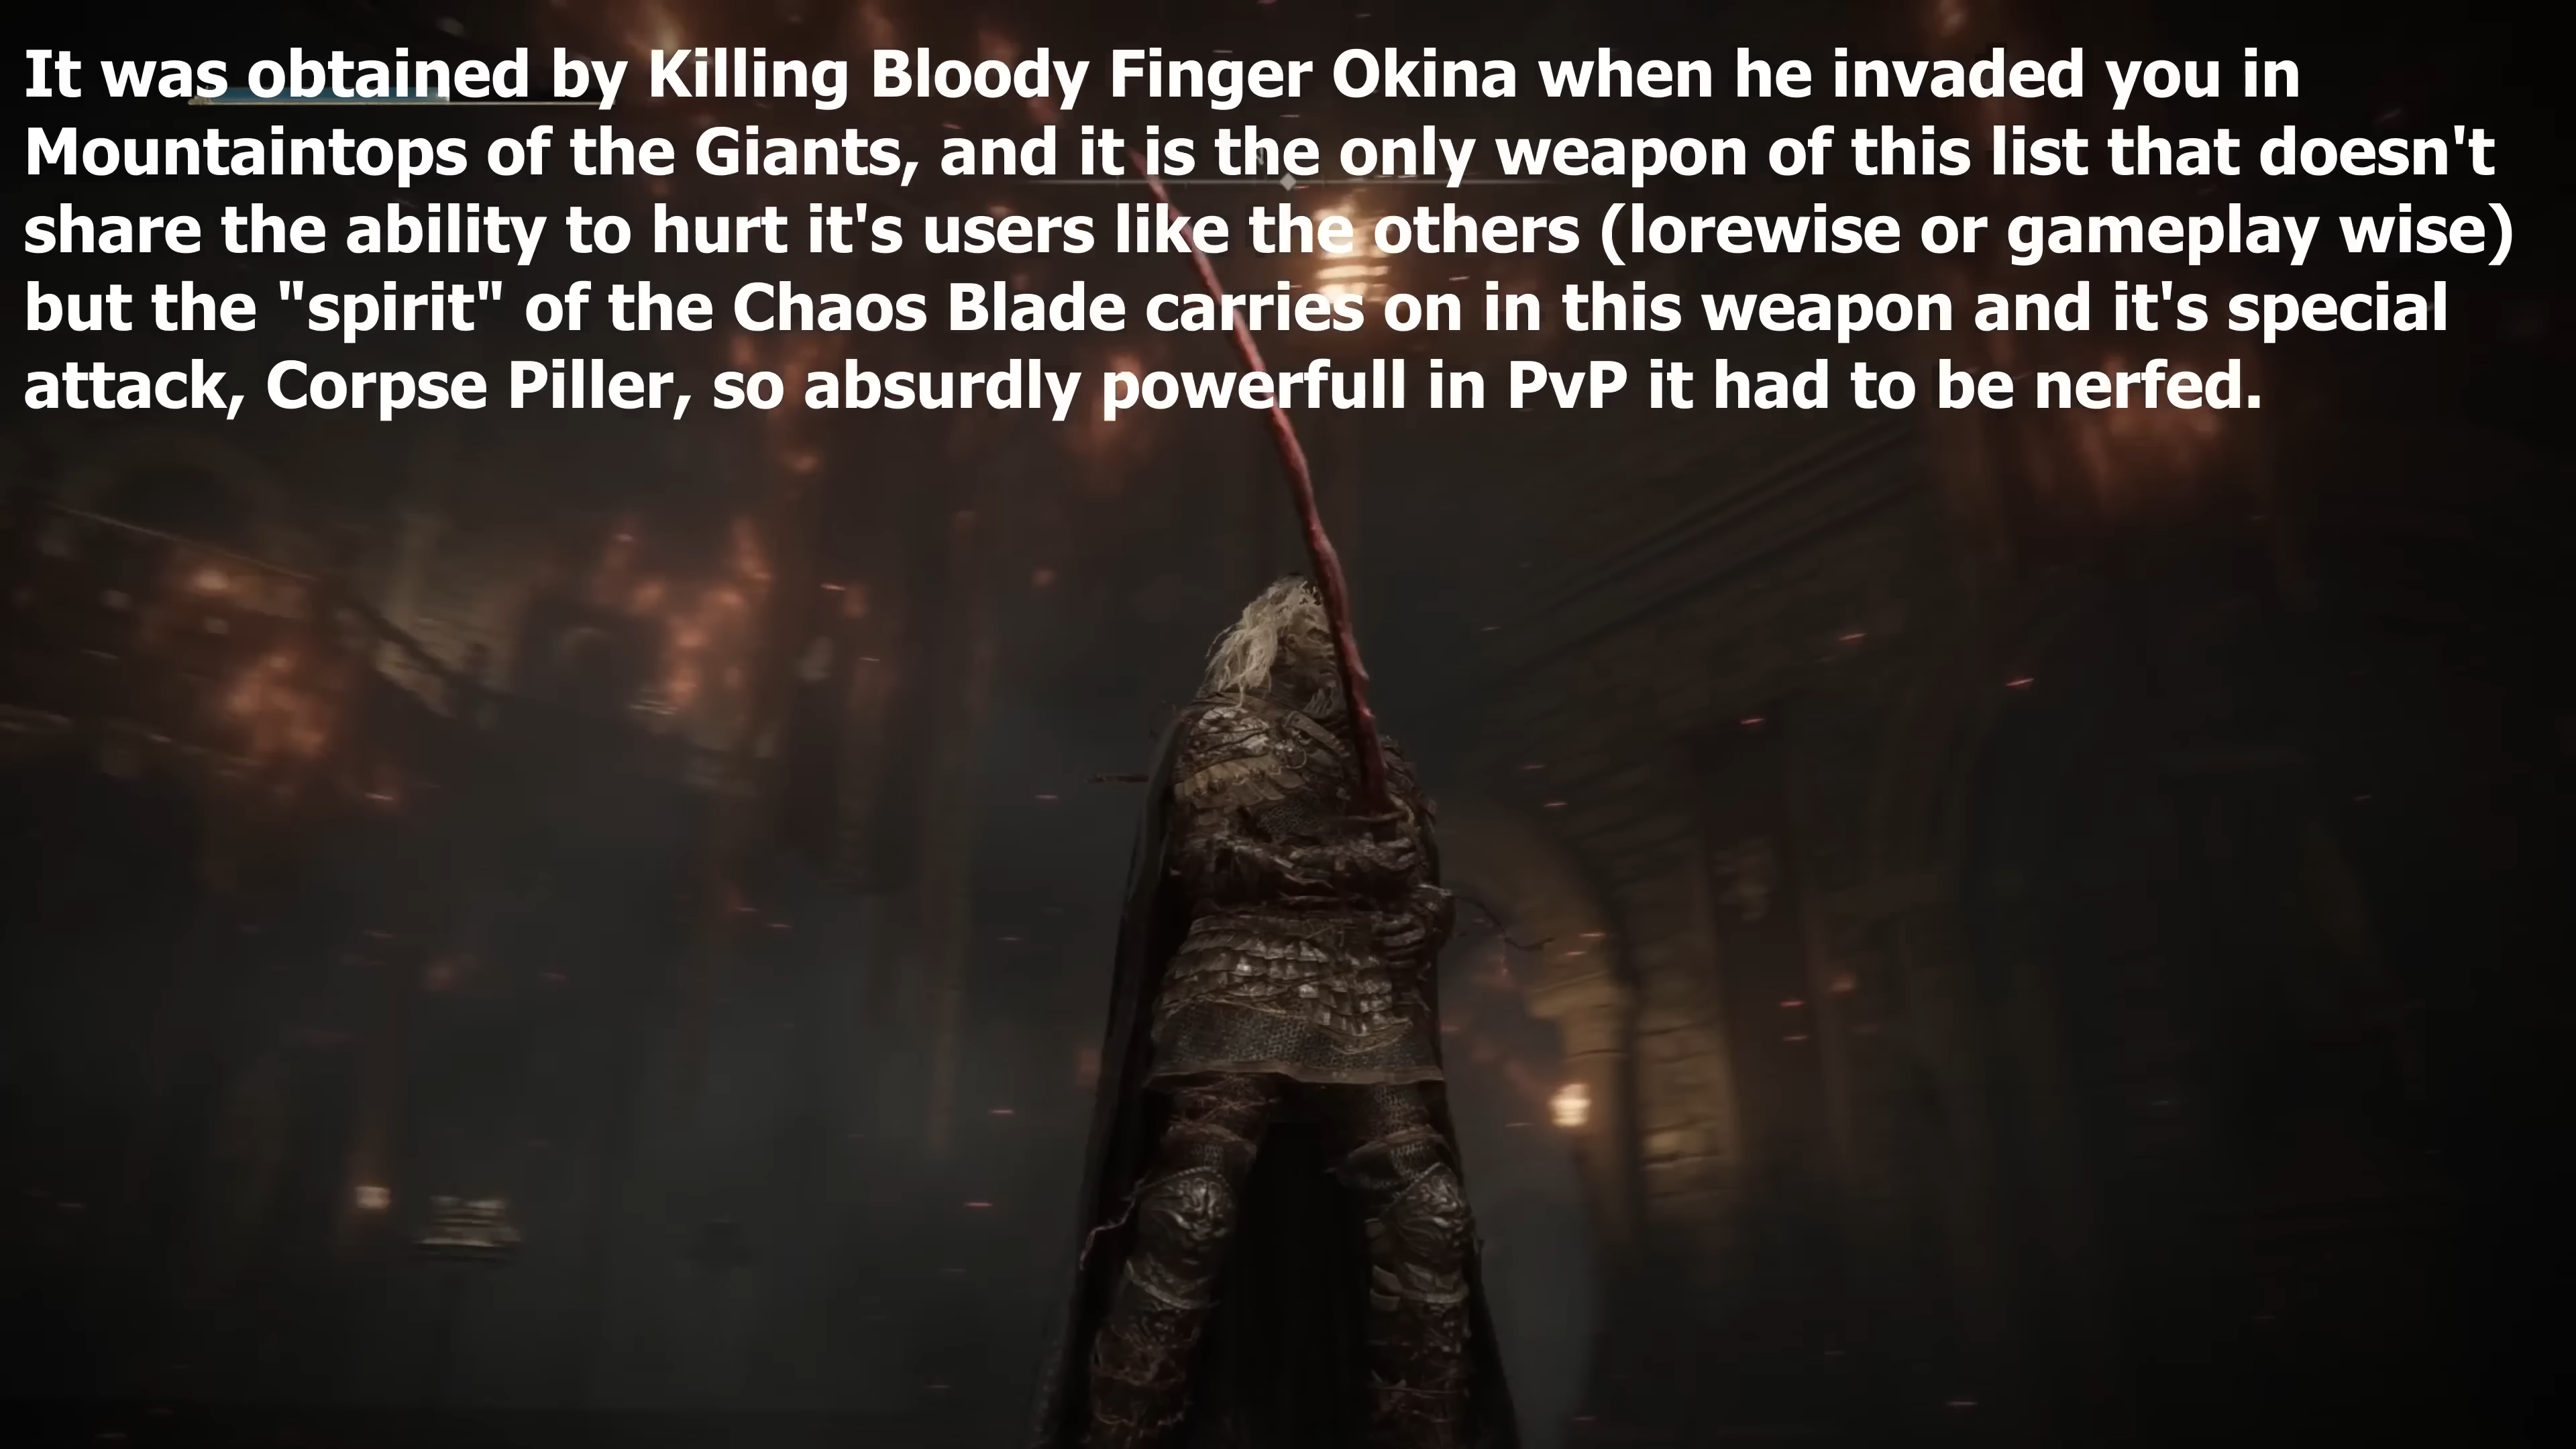 It was obtained by Killing Bloody Finger Okina when he invaded you in
Mountaintops of the Giants, and it is the only weapon of this list that doesn't
share the ability to hurt it's users like the others (lorewise or gameplay wise)
but the "spirit" of the Chaos Blade carries on in this weapon and it's special
attack, Corpse Piller, so absurdly powerfull in PvP it had to be nerfed.